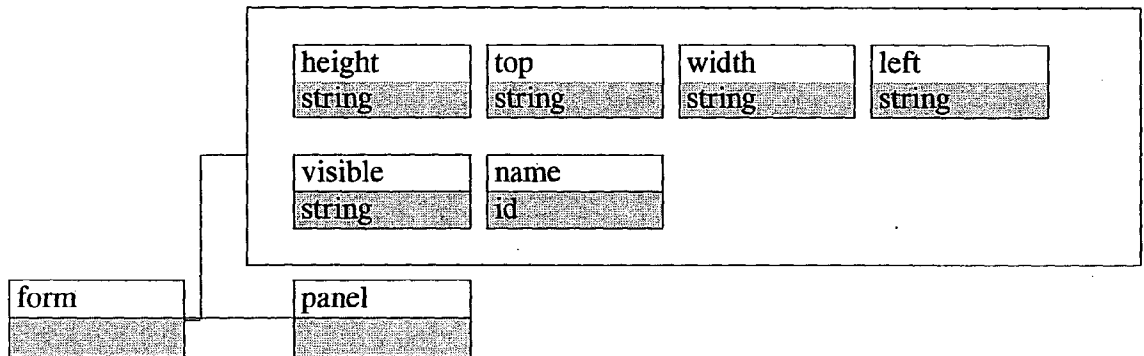 height
string
top
string
width
string
left
string
visible
string
name
id
form
panel